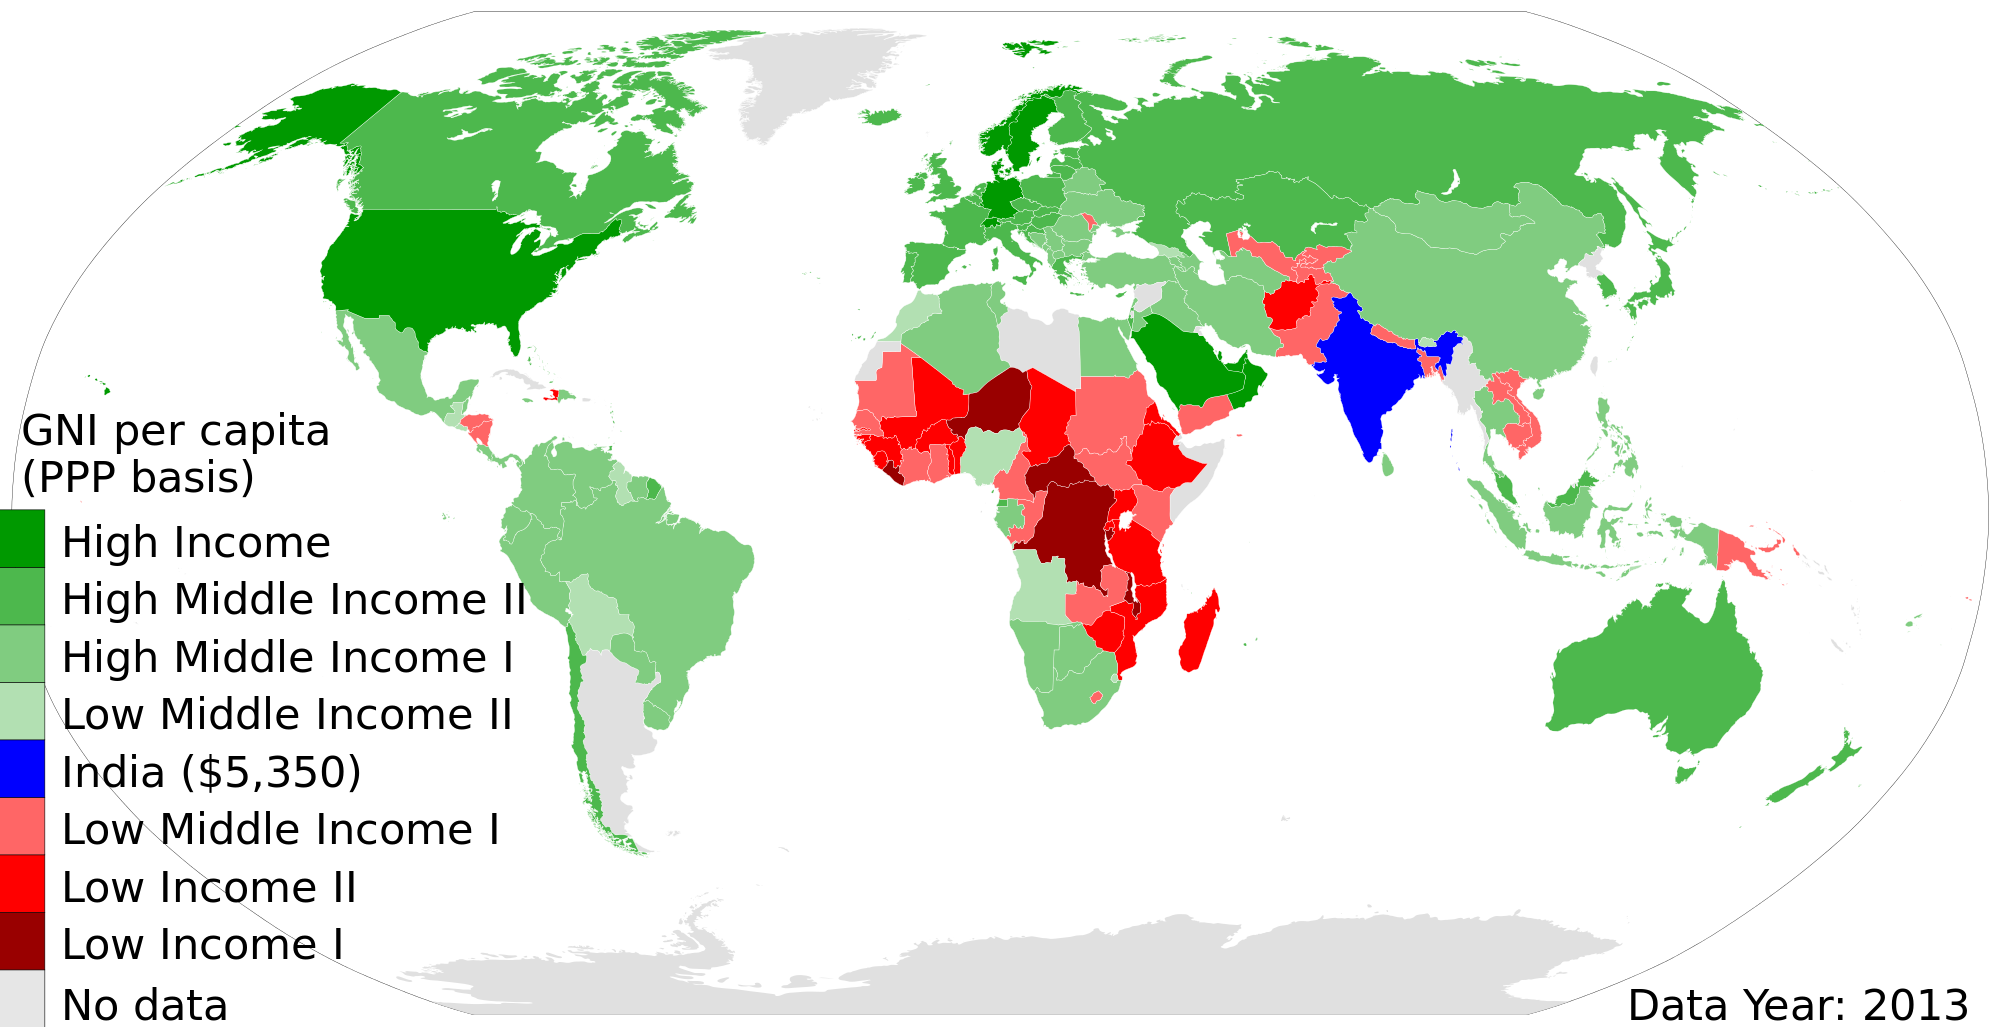 GNI per capita
(PPP basis)
High Income
High Middle Income II
High Middle Income I
Low Middle Income II
India ($5,350)
Low Middle Income I
Low Income II
Low Income I
No data
Data Year: 2013